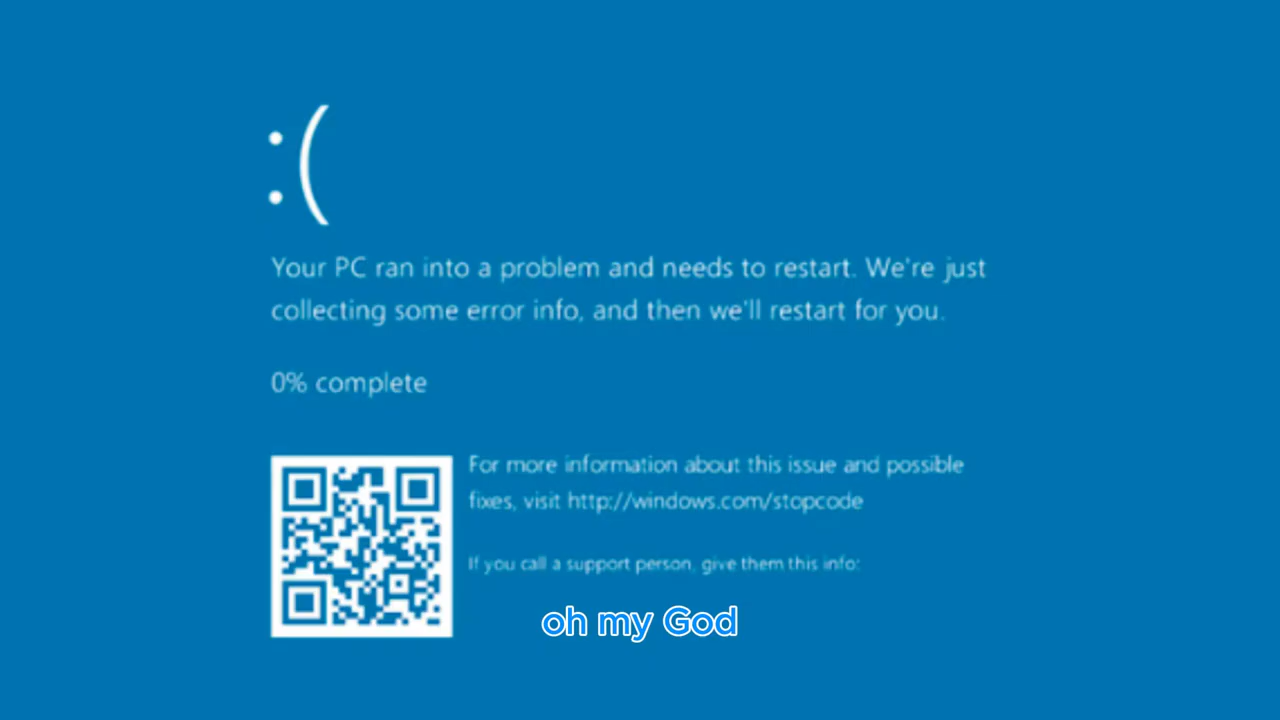 :(
Your PC ran into a problem and needs to restart. We're just
collecting some error info, and then we'll restart for you.
0% complete
For more information about this issue and possible
fixes, visit http://windows.com/stopcode
If you call a support person, give them this info:
oh my God